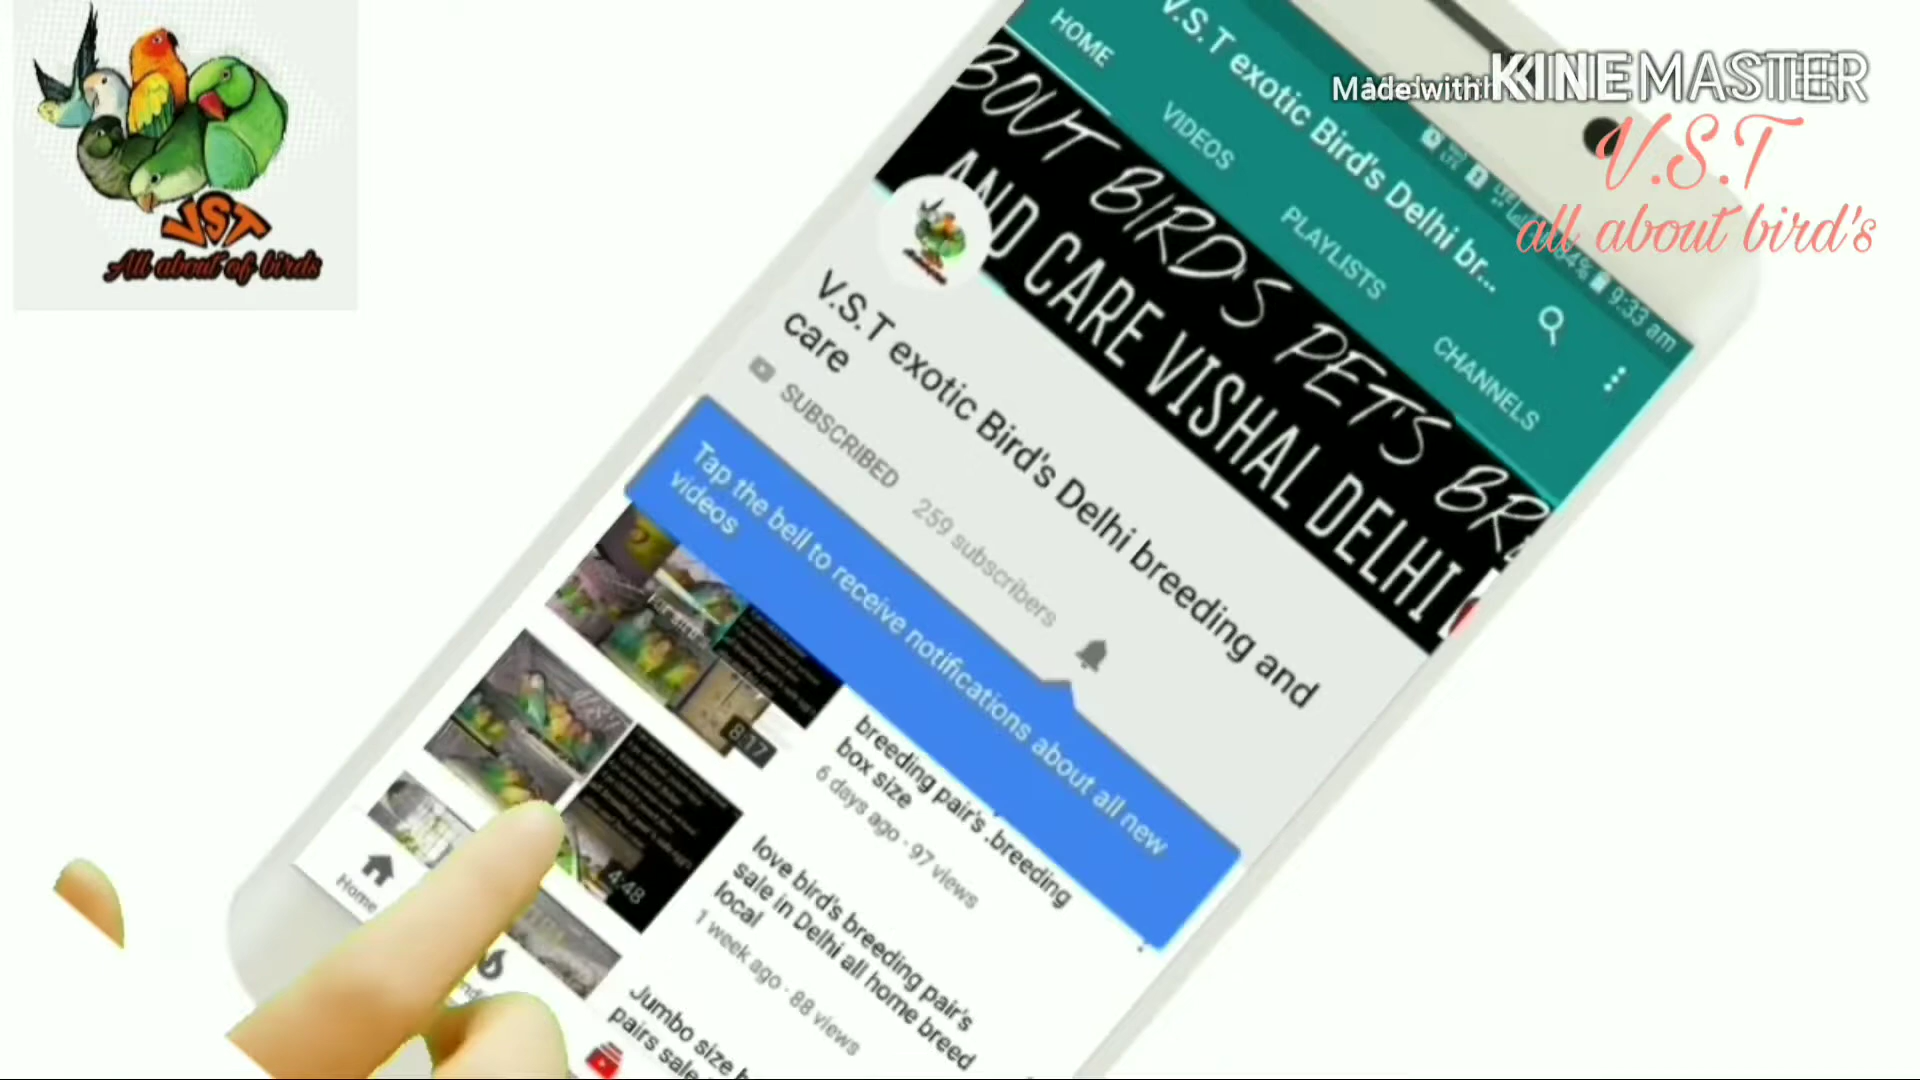 VST
All about of birds
Made with KINEMASTER
V.S.T
all about bird's
V.S.T exotic Bird's Delhi br...
84% 9:33 am
HOME
VIDEOS
PLAYLISTS
CHANNELS
BOUT BIRD'S PET'S BR
AND CARE VISHAL DELHI
V.S.T exotic Bird's Delhi breeding and
care
SUBSCRIBED 259 subscribers
Tap the bell to receive notifications about all new
videos
8:17
breeding pair's .breeding
box size
6 days ago · 97 views
4:48
love bird's breeding pair's
sale in Delhi all home breed
local
1 week ago · 88 views
Jumbo size b
pairs sale
Home